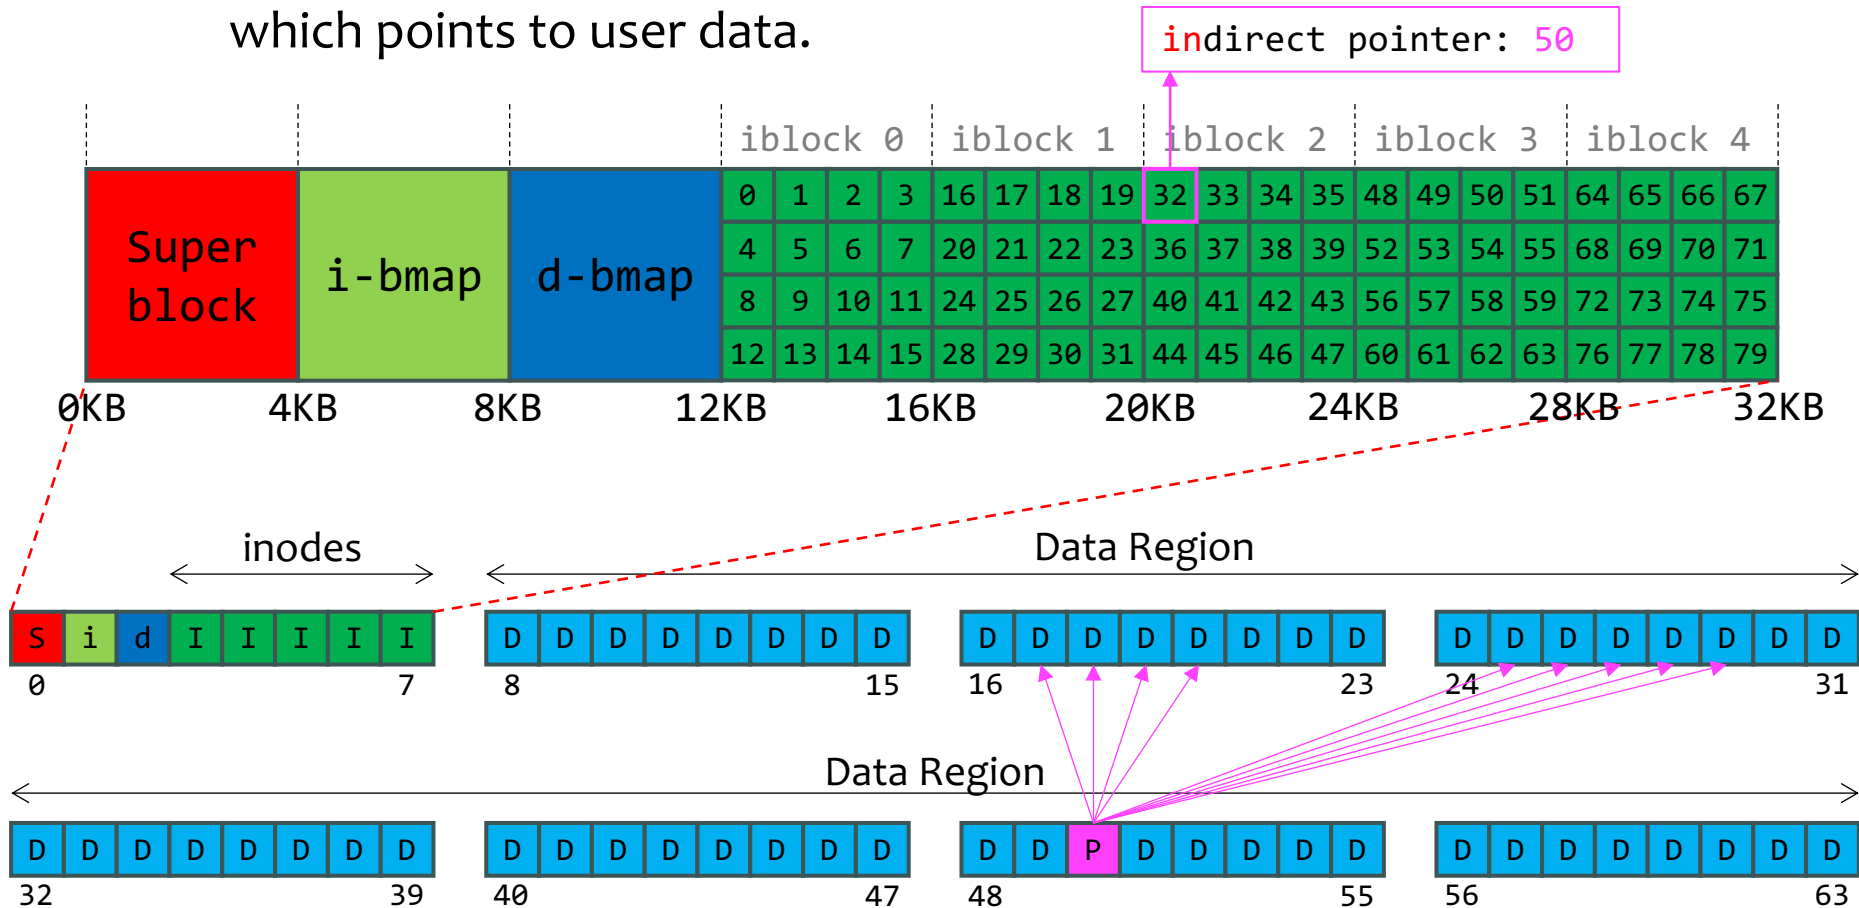 which points to user data.
indirect pointer: 50
iblock 0 iblock 1 iblock 2 iblock 3 iblock 4
0 1 2 3 16 17 18 19 32 33 34 35 48 49 50 51 64 65 66 67
Super
block
i-bmap
d-bmap
4 5 6 7 20 21 22 23 36 37 38 39 52 53 54 55 68 69 70 71
8 9 10 11 24 25 26 27 40 41 42 43 56 57 58 59 72 73 74 75
12 13 14 15 28 29 30 31 44 45 46 47 60 61 62 63 76 77 78 79
0KB 4KB 8KB 12KB 16KB 20KB 24KB 28KB 32KB
inodes
Data Region
S i d I I I I I D D D D D D D D D D D D D D D D D D D D D D D D
0 7 8 15 16 23 24 31
Data Region
D D D D D D D D D D D D D D D D D D P D D D D D D D D D D D D D
32 39 40 47 48 55 56 63